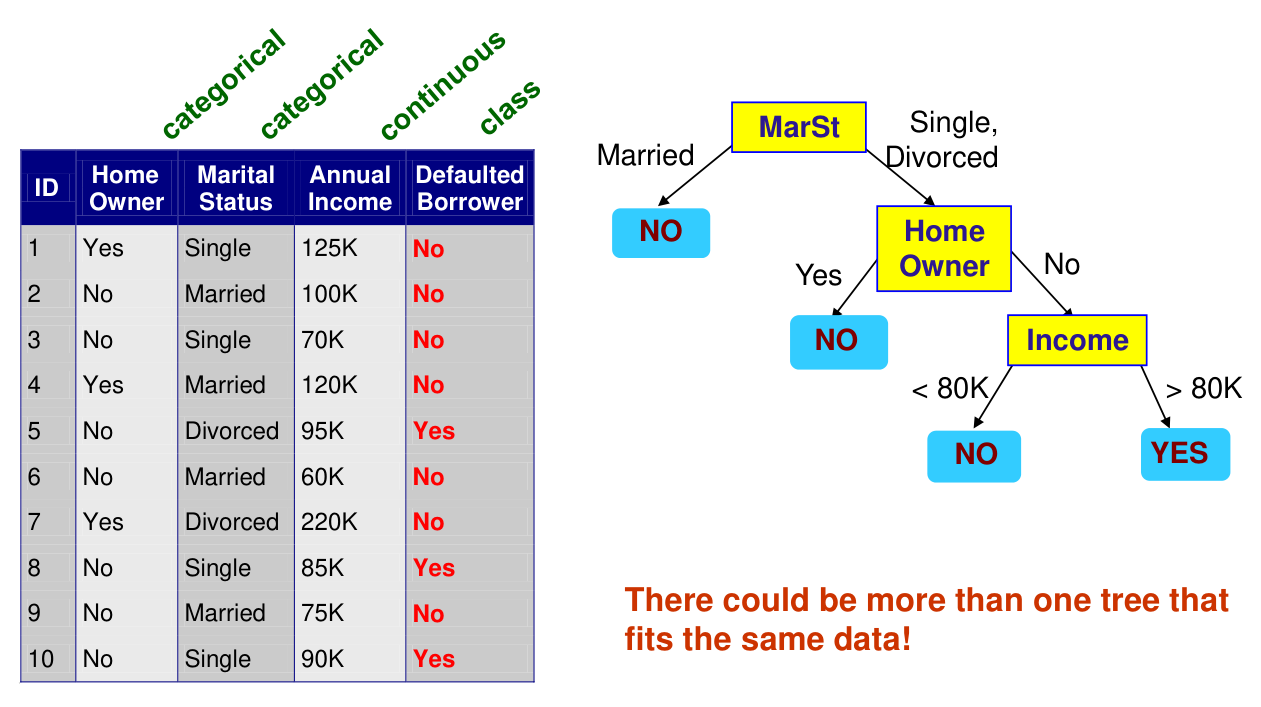 categorical
categorical
continuous
class
ID Home Owner Marital Status Annual Income Defaulted Borrower
1 Yes Single 125K No
2 No Married 100K No
3 No Single 70K No
4 Yes Married 120K No
5 No Divorced 95K Yes
6 No Married 60K No
7 Yes Divorced 220K No
8 No Single 85K Yes
9 No Married 75K No
10 No Single 90K Yes
MarSt
Married
Single,
Divorced
NO
Home
Owner
Yes
No
NO
Income
< 80K
> 80K
NO
YES
There could be more than one tree that
fits the same data!